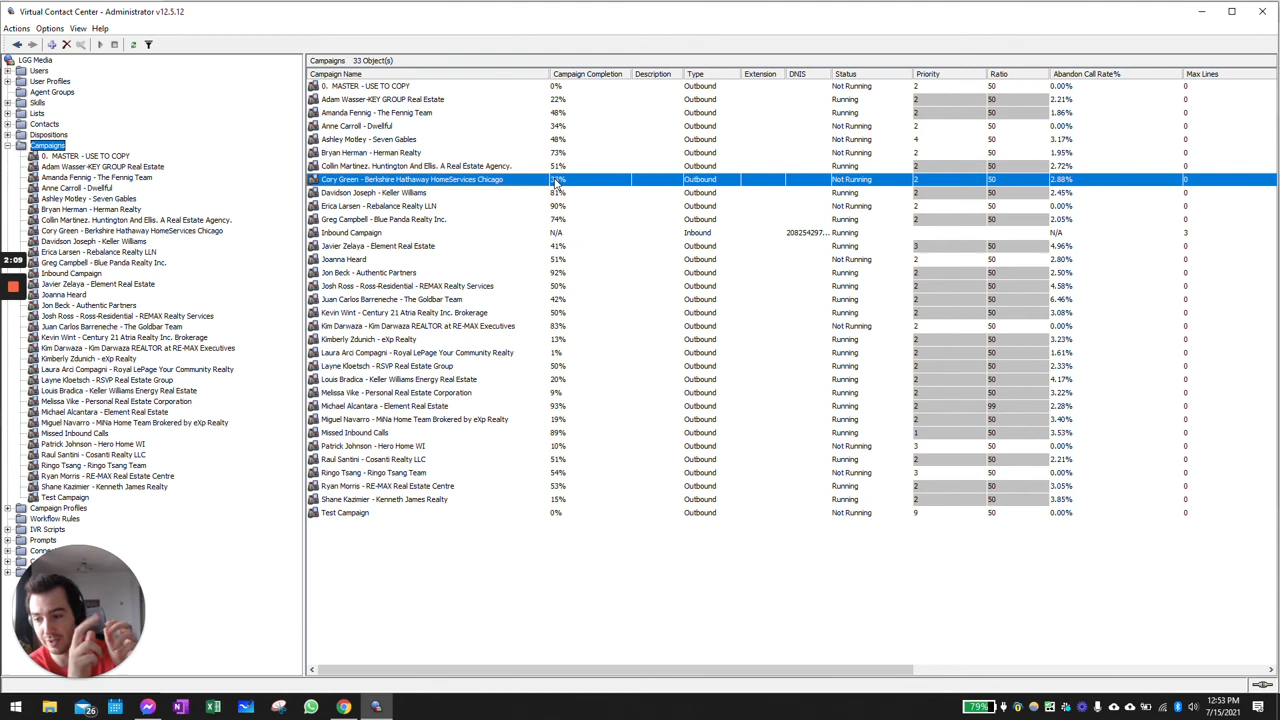 Virtual Contact Center - Administrator v12.5.12
Actions Options View Help
LGG Media
Users
User Profiles
Agent Groups
Skills
Lists
Contacts
Dispositions
Campaigns
0. MASTER - USE TO COPY
Adam Wasser-KEY GROUP Real Estate
Amanda Fennig - The Fennig Team
Anne Carroll - Dwellful
Ashley Motley - Seven Gables
Bryan Herman - Herman Realty
Collin Martinez. Huntington And Ellis. A Real Estate Agency.
Cory Green - Berkshire Hathaway HomeServices Chicago
Davidson Joseph - Keller Williams
Erica Larsen - Rebalance Realty LLN
Greg Campbell - Blue Panda Realty Inc.
Inbound Campaign
Javier Zelaya - Element Real Estate
Joanna Heard
Jon Beck - Authentic Partners
Josh Ross - Ross-Residential - REMAX Realty Services
Juan Carlos Barreneche - The Goldbar Team
Kevin Wint - Century 21 Atria Realty Inc. Brokerage
Kim Darwaza - Kim Darwaza REALTOR at RE-MAX Executives
Kimberly Zdunich - eXp Realty
Laura Arci Compagni - Royal LePage Your Community Realty
Layne Kloetsch - RSVP Real Estate Group
Louis Bradica - Keller Williams Energy Real Estate
Melissa Vike - Personal Real Estate Corporation
Michael Alcantara - Element Real Estate
Miguel Navarro - MiNa Home Team Brokered by eXp Realty
Missed Inbound Calls
Patrick Johnson - Hero Home WI
Raul Santini - Cosanti Realty LLC
Ringo Tsang - Ringo Tsang Team
Ryan Morris - RE-MAX Real Estate Centre
Shane Kazimier - Kenneth James Realty
Test Campaign
Campaign Profiles
Workflow Rules
IVR Scripts
Prompts
2:09
Campaigns 33 Object(s)
Campaign Name Campaign Completion Description Type Extension DNIS Status Priority Ratio Abandon Call Rate% Max Lines
0. MASTER - USE TO COPY 0% Outbound Not Running 2 50 0.00% 0
Adam Wasser-KEY GROUP Real Estate 22% Outbound Running 2 50 2.21% 0
Amanda Fennig - The Fennig Team 48% Outbound Running 2 50 1.86% 0
Anne Carroll - Dwellful 34% Outbound Not Running 2 50 0.00% 0
Ashley Motley - Seven Gables 48% Outbound Not Running 4 50 3.17% 0
Bryan Herman - Herman Realty 73% Outbound Not Running 2 50 1.95% 0
Collin Martinez. Huntington And Ellis. A Real Estate Agency. 51% Outbound Running 2 50 2.28% 0
Cory Green - Berkshire Hathaway HomeServices Chicago Outbound Not Running 2 50 2.88% 0
Davidson Joseph - Keller Williams 81% Outbound Running 2 50 2.45% 0
Erica Larsen - Rebalance Realty LLN 90% Outbound Not Running 2 50 0.00% 0
Greg Campbell - Blue Panda Realty Inc. 74% Outbound Running 2 50 2.05% 0
Inbound Campaign N/A Inbound 208254297... Running N/A 3
Javier Zelaya - Element Real Estate 41% Outbound Running 3 50 4.96% 0
Joanna Heard 51% Outbound Not Running 2 50 2.80% 0
Jon Beck - Authentic Partners 92% Outbound Running 2 50 2.50% 0
Josh Ross - Ross-Residential - REMAX Realty Services 50% Outbound Running 2 50 4.58% 0
Juan Carlos Barreneche - The Goldbar Team 42% Outbound Running 2 50 6.46% 0
Kevin Wint - Century 21 Atria Realty Inc. Brokerage 50% Outbound Running 2 50 3.08% 0
Kim Darwaza - Kim Darwaza REALTOR at RE-MAX Executives 83% Outbound Not Running 2 50 0.00% 0
Kimberly Zdunich - eXp Realty 13% Outbound Running 2 50 3.23% 0
Laura Arci Compagni - Royal LePage Your Community Realty 1% Outbound Running 2 50 1.61% 0
Layne Kloetsch - RSVP Real Estate Group 50% Outbound Running 2 50 2.33% 0
Louis Bradica - Keller Williams Energy Real Estate 20% Outbound Running 2 50 4.17% 0
Melissa Vike - Personal Real Estate Corporation 9% Outbound Running 2 50 3.22% 0
Michael Alcantara - Element Real Estate 93% Outbound Running 2 99 2.28% 0
Miguel Navarro - MiNa Home Team Brokered by eXp Realty 19% Outbound Running 2 50 3.40% 0
Missed Inbound Calls 89% Outbound Running 1 50 3.53% 0
Patrick Johnson - Hero Home WI 10% Outbound Not Running 3 50 0.00% 0
Raul Santini - Cosanti Realty LLC 51% Outbound Running 2 50 2.21% 0
Ringo Tsang - Ringo Tsang Team 54% Outbound Not Running 3 50 0.00% 0
Ryan Morris - RE-MAX Real Estate Centre 53% Outbound Running 2 50 3.05% 0
Shane Kazimier - Kenneth James Realty 15% Outbound Running 2 50 3.85% 0
Test Campaign 0% Outbound Not Running 9 50 0.00% 0
26
79%
12:53 PM
7/15/2021